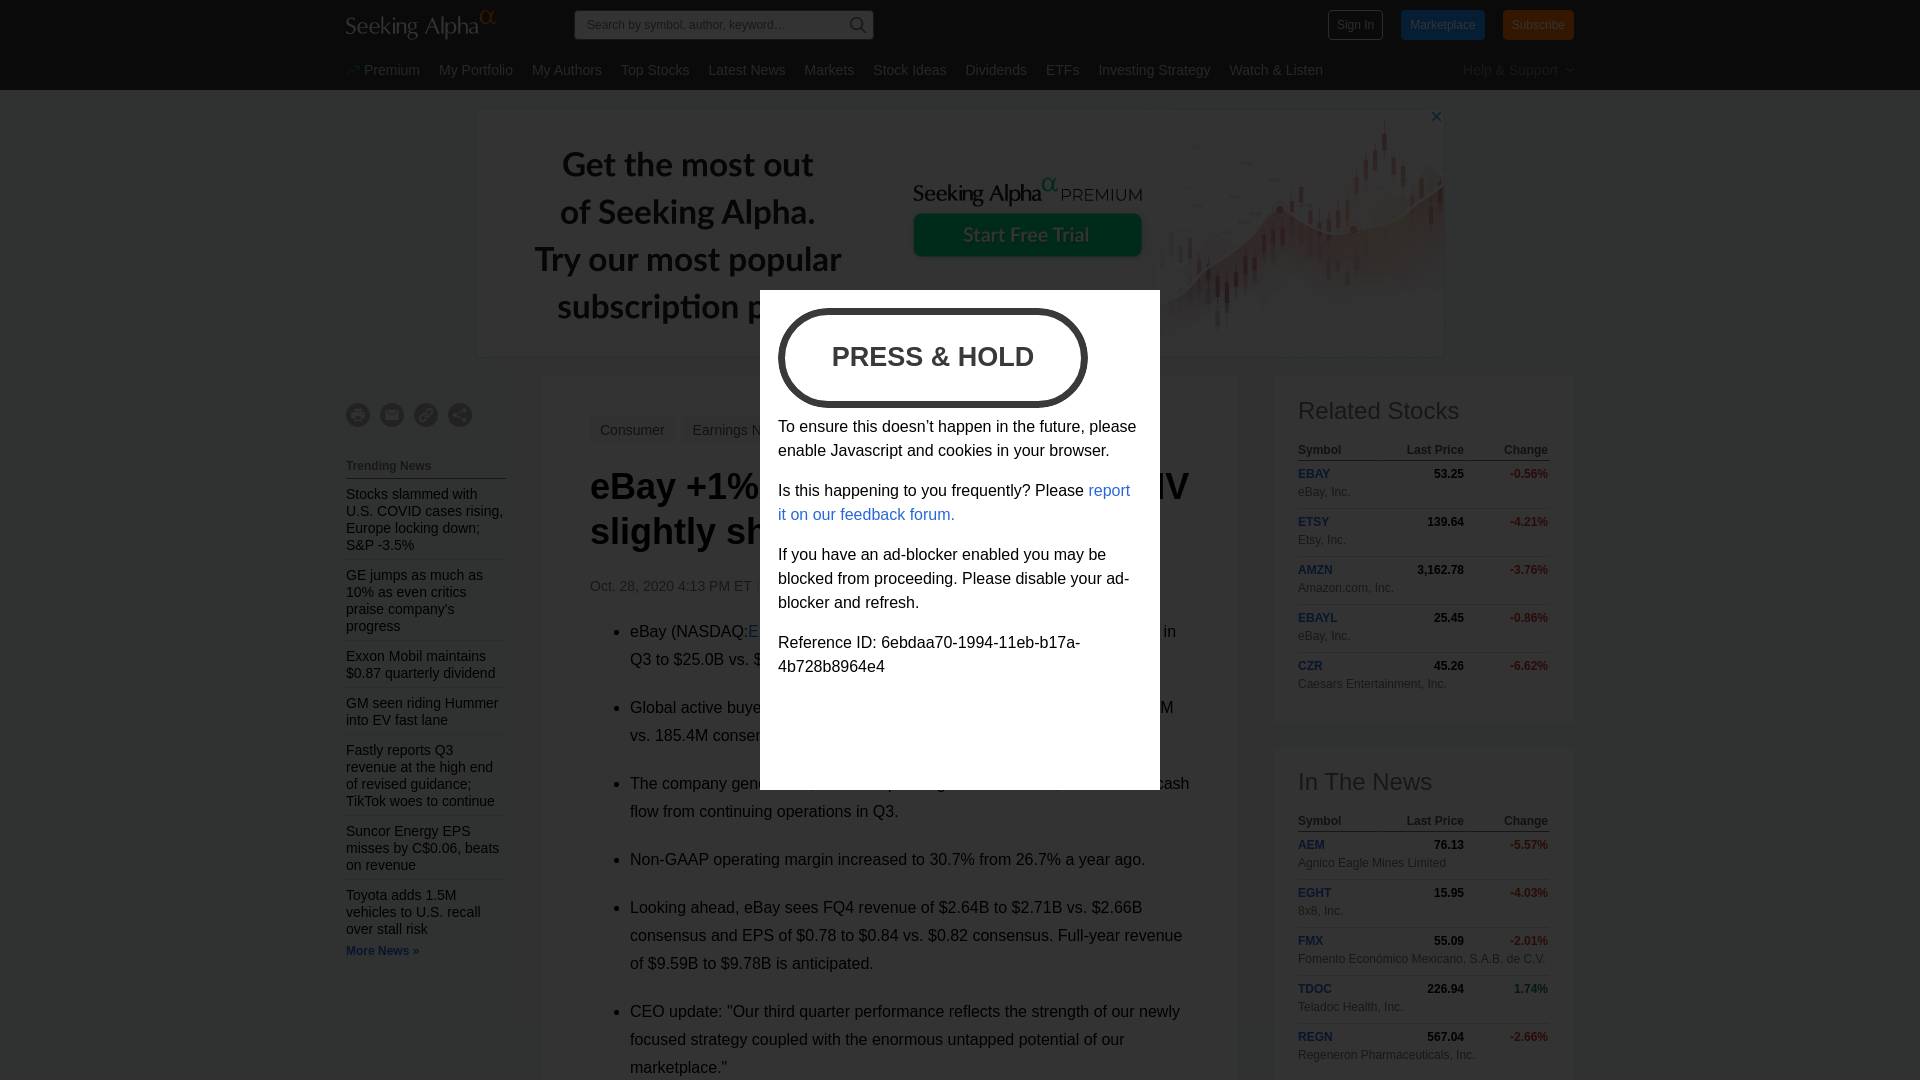 Seeking Alpha α
Search by symbol, author, keyword…
Sign In
Marketplace
Subscribe
Premium
My Portfolio
My Authors
Top Stocks
Latest News
Markets
Stock Ideas
Dividends
ETFs
Investing Strategy
Watch & Listen
Help & Support
Get the most out
of Seeking Alpha.
Try our most popular
subscription
Seeking Alpha α PREMIUM
Start Free Trial
PRESS & HOLD
To ensure this doesn’t happen in the future, please
enable Javascript and cookies in your browser.
Is this happening to you frequently? Please report
it on our feedback forum.
If you have an ad-blocker enabled you may be
blocked from proceeding. Please disable your ad-
blocker and refresh.
Reference ID: 6ebdaa70-1994-11eb-b17a-
4b728b8964e4
Trending News
Stocks slammed with
U.S. COVID cases rising,
Europe locking down;
S&P -3.5%
GE jumps as much as
10% as even critics
praise company's
progress
Exxon Mobil maintains
$0.87 quarterly dividend
GM seen riding Hummer
into EV fast lane
Fastly reports Q3
revenue at the high end
of revised guidance;
TikTok woes to continue
Suncor Energy EPS
misses by C$0.06, beats
on revenue
Toyota adds 1.5M
vehicles to U.S. recall
over stall risk
More News »
Consumer
Earnings
eBay +1%
slightly
Oct. 28, 2020 4:13 PM ET
eBay (NASDAQ: in
Q3 to $25.0B vs.
Global active
vs. 185.4M
The company cash
flow from continuing operations in Q3.
Non-GAAP operating margin increased to 30.7% from 26.7% a year ago.
Looking ahead, eBay sees FQ4 revenue of $2.64B to $2.71B vs. $2.66B
consensus and EPS of $0.78 to $0.84 vs. $0.82 consensus. Full-year revenue
of $9.59B to $9.78B is anticipated.
CEO update: "Our third quarter performance reflects the strength of our newly
focused strategy coupled with the enormous untapped potential of our
marketplace."
Related Stocks
Symbol Last Price Change
EBAY 53.25 -0.56%
eBay, Inc.
ETSY 139.64 -4.21%
Etsy, Inc.
AMZN 3,162.78 -3.76%
Amazon.com, Inc.
EBAYL 25.45 -0.86%
eBay, Inc.
CZR 45.26 -6.62%
Caesars Entertainment, Inc.
In The News
Symbol Last Price Change
AEM 76.13 -5.57%
Agnico Eagle Mines Limited
EGHT 15.95 -4.03%
8x8, Inc.
FMX 55.09 -2.01%
Fomento Económico Mexicano, S.A.B. de C.V.
TDOC 226.94 1.74%
Teladoc Health, Inc.
REGN 567.04 -2.66%
Regeneron Pharmaceuticals, Inc.